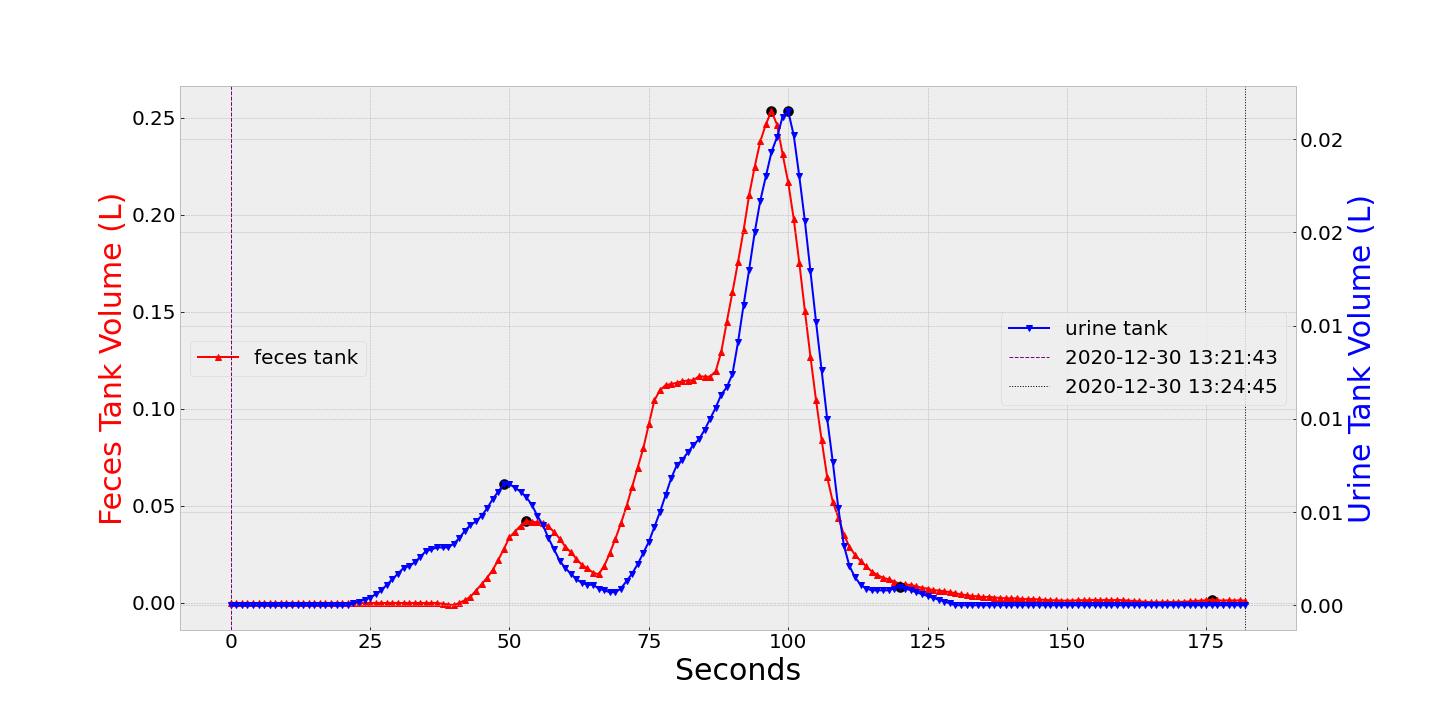 Feces Tank Volume (L)
0.25
0.20
0.15
0.10
0.05
0.00
feces tank
urine tank
2020-12-30 13:21:43
2020-12-30 13:24:45
0.02
0.02
0.01
0.01
0.01
0.00
Urine Tank Volume (L)
0 25 50 75 100 125 150 175
Seconds